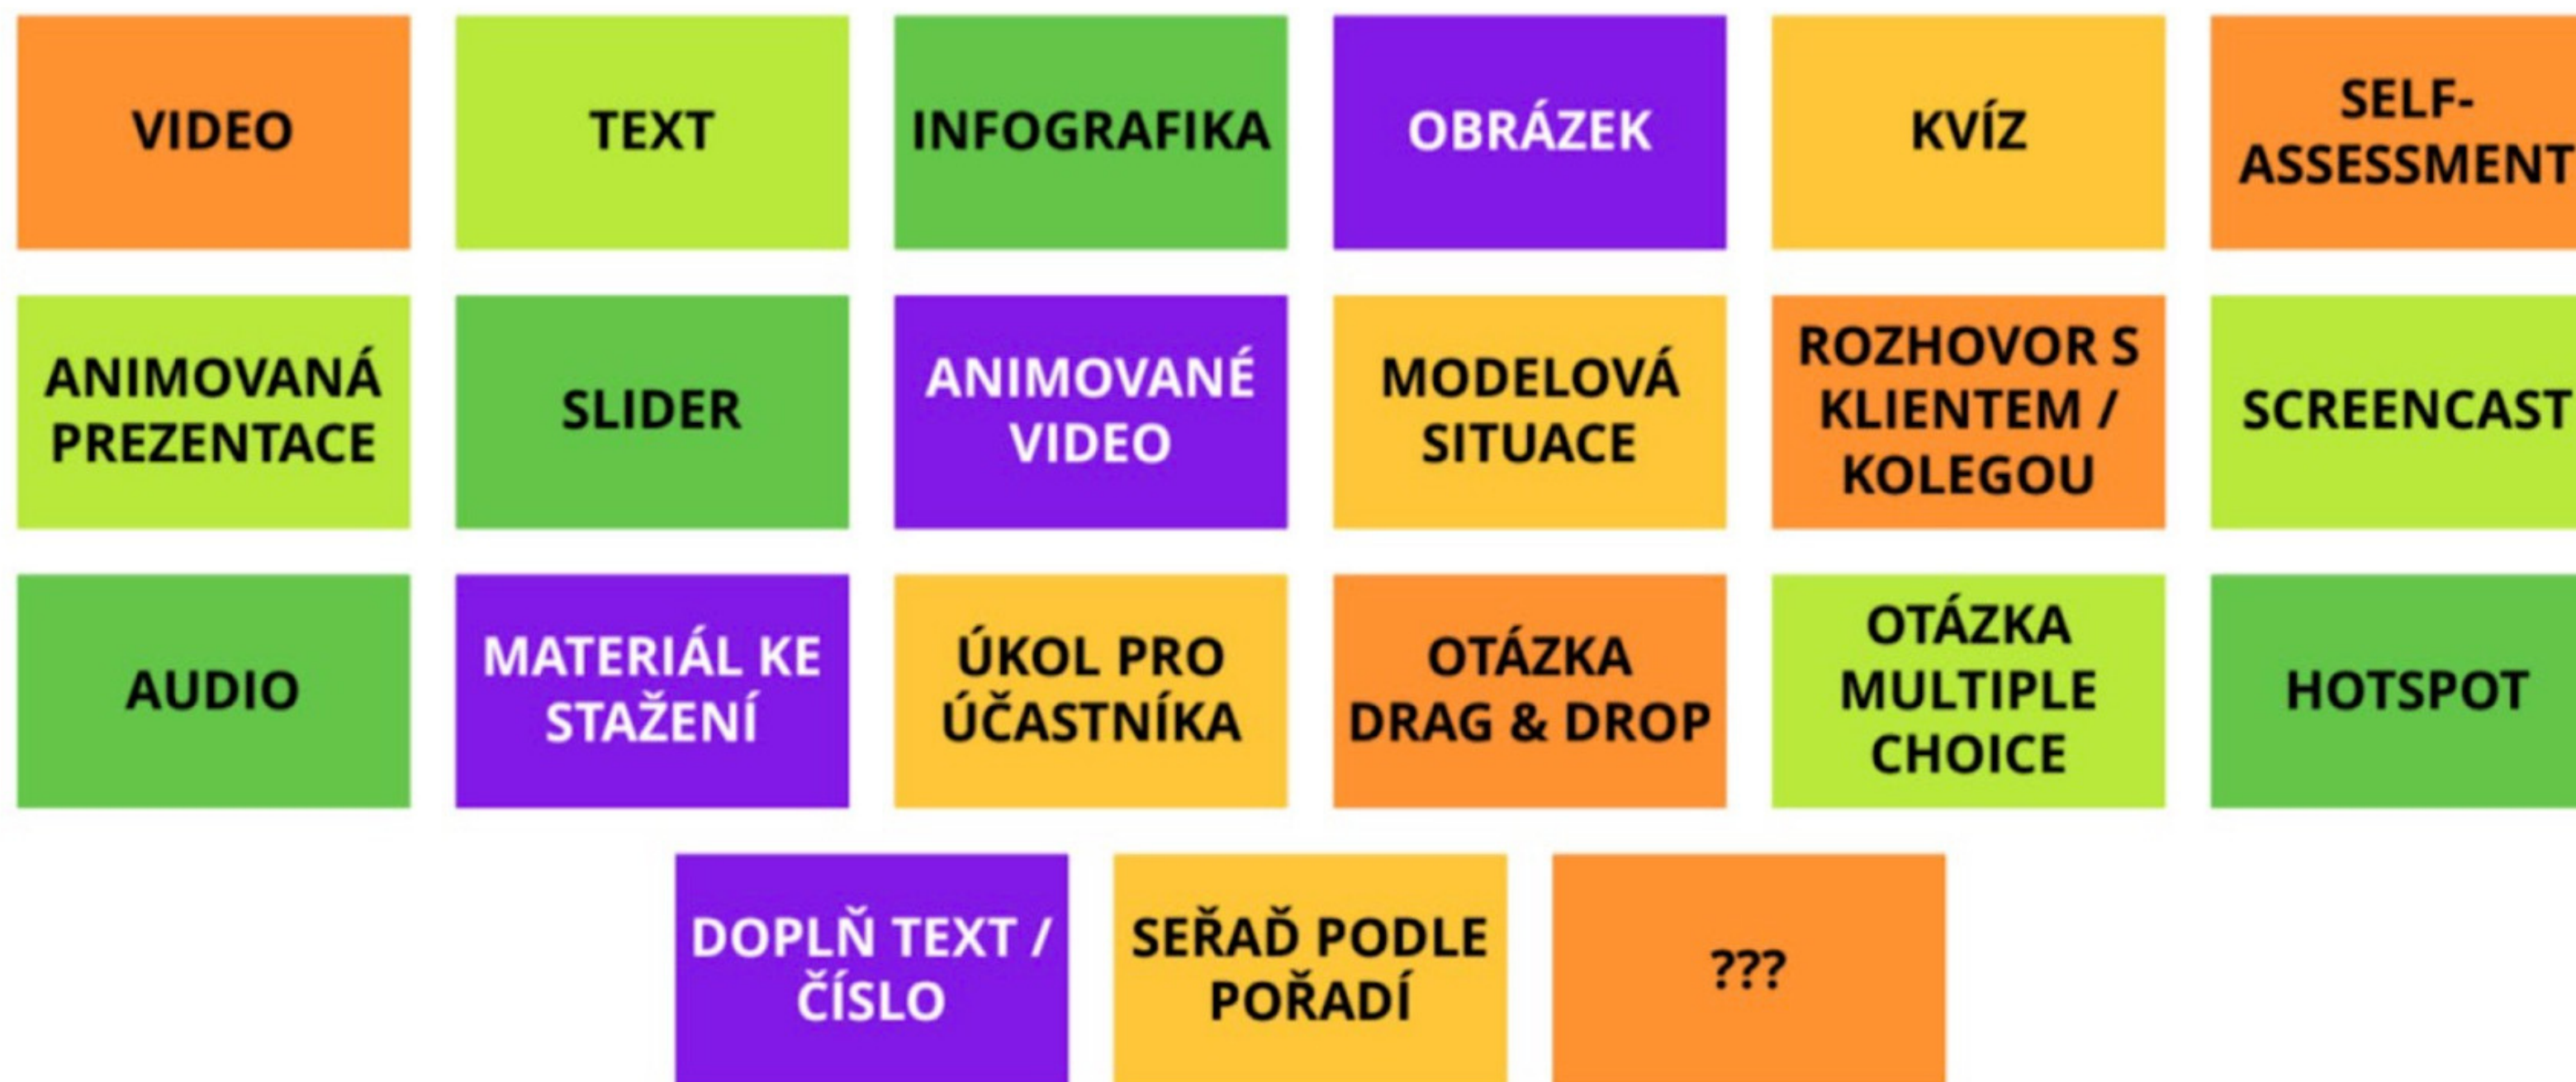 VIDEO
TEXT
INFOGRAFIKA
OBRÁZEK
KVÍZ
SELF-
ASSESSMENT
ANIMOVANÁ
PREZENTACE
SLIDER
ANIMOVANÉ
VIDEO
MODELOVÁ
SITUACE
ROZHOVOR S
KLIENTEM /
KOLEGOU
SCREENCAST
AUDIO
MATERIÁL KE
STAŽENÍ
ÚKOL PRO
ÚČASTNÍKA
OTÁZKA
DRAG & DROP
OTÁZKA
MULTIPLE
CHOICE
HOTSPOT
DOPLŇ TEXT /
ČÍSLO
SEŘAĎ PODLE
POŘADÍ
???